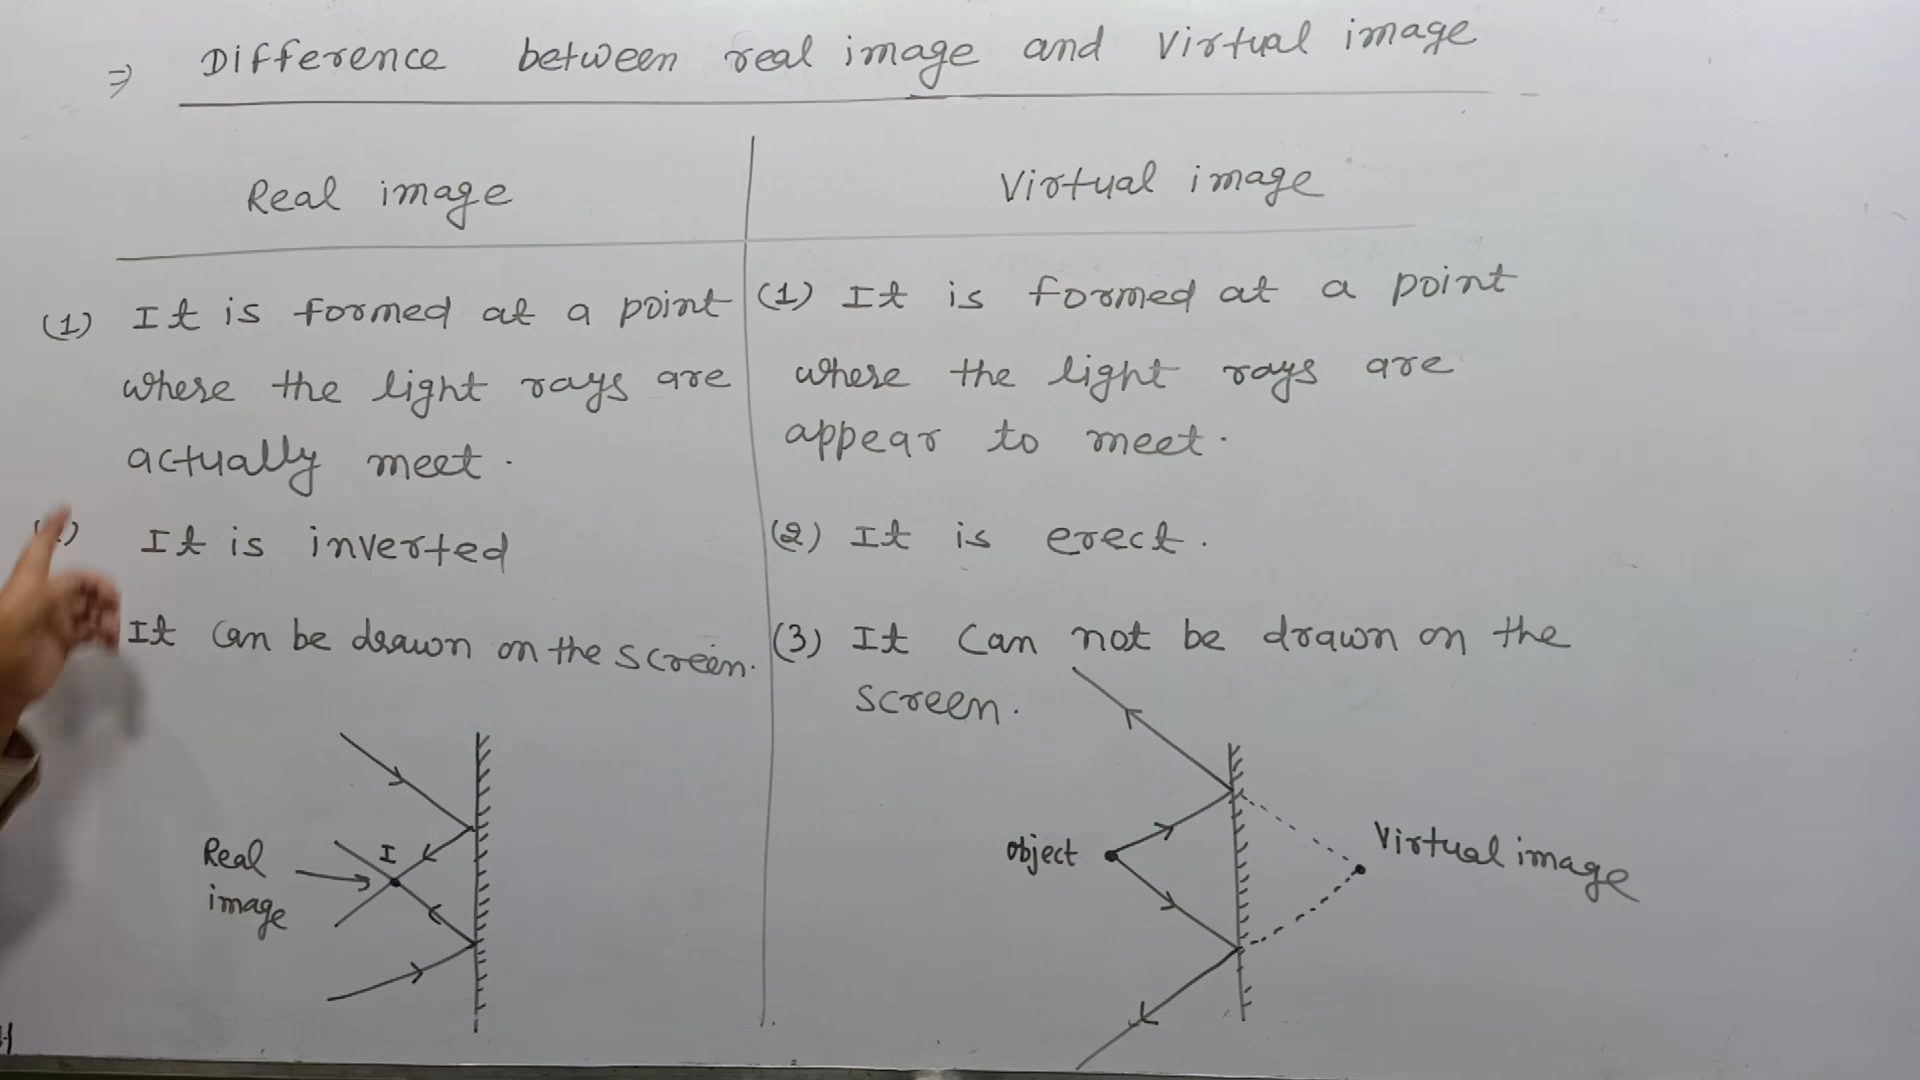 ⇒ Difference between real image and virtual image
Real image
(1) It is formed at a point
where the light rays are
actually meet.
It is inverted
It can be drawn on the screen.
Real
image
I
Virtual image
(1) It is formed at a point
where the light rays are
appear to meet.
(2) It is erect.
(3) It can not be drawn on the
screen.
object
Virtual image